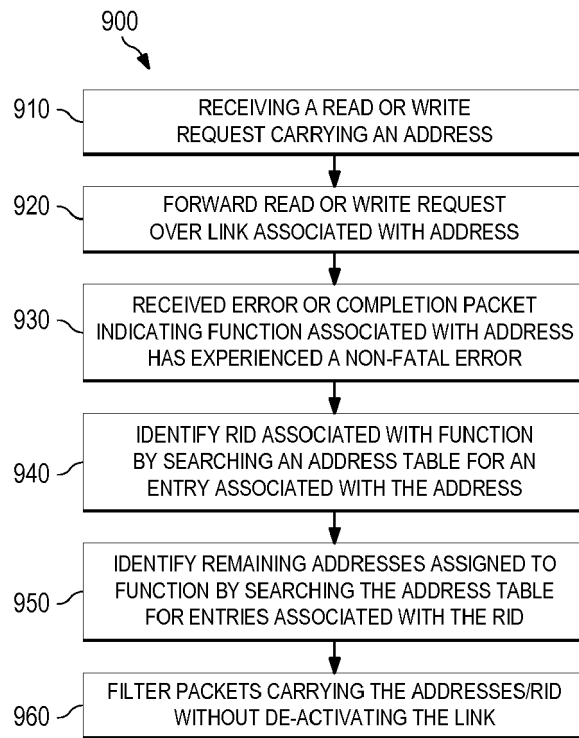 900
910
RECEIVING A READ OR WRITE
REQUEST CARRYING AN ADDRESS
920
FORWARD READ OR WRITE REQUEST
OVER LINK ASSOCIATED WITH ADDRESS
930
RECEIVED ERROR OR COMPLETION PACKET
INDICATING FUNCTION ASSOCIATED WITH ADDRESS
HAS EXPERIENCED A NON-FATAL ERROR
940
IDENTIFY RID ASSOCIATED WITH FUNCTION
BY SEARCHING AN ADDRESS TABLE FOR AN
ENTRY ASSOCIATED WITH THE ADDRESS
950
IDENTIFY REMAINING ADDRESSES ASSIGNED TO
FUNCTION BY SEARCHING THE ADDRESS TABLE
FOR ENTRIES ASSOCIATED WITH THE RID
960
FILTER PACKETS CARRYING THE ADDRESSES/RID
WITHOUT DE-ACTIVATING THE LINK